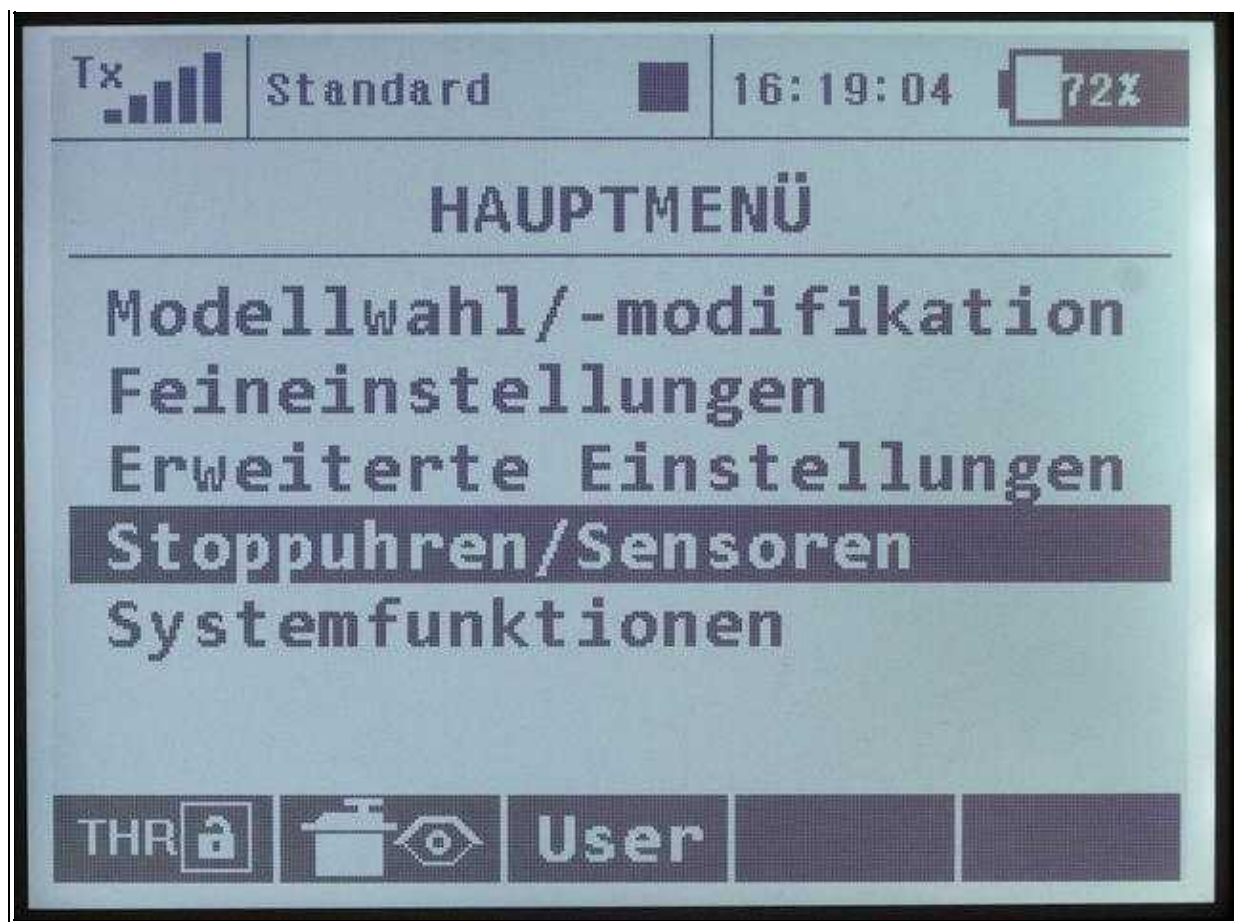 Tx Standard 16:19:04 72%
HAUPTMENÜ
Modellwahl/-modifikation
Feineinstellungen
Erweiterte Einstellungen
Stoppuhren/Sensoren
Systemfunktionen
THR User